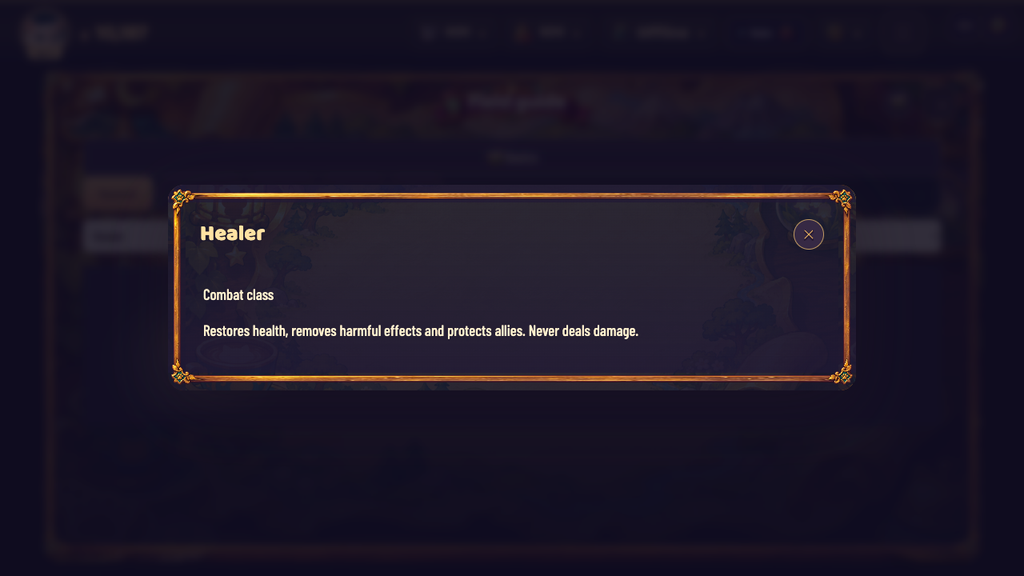 Healer
Combat class
Restores health, removes harmful effects and protects allies. Never deals damage.